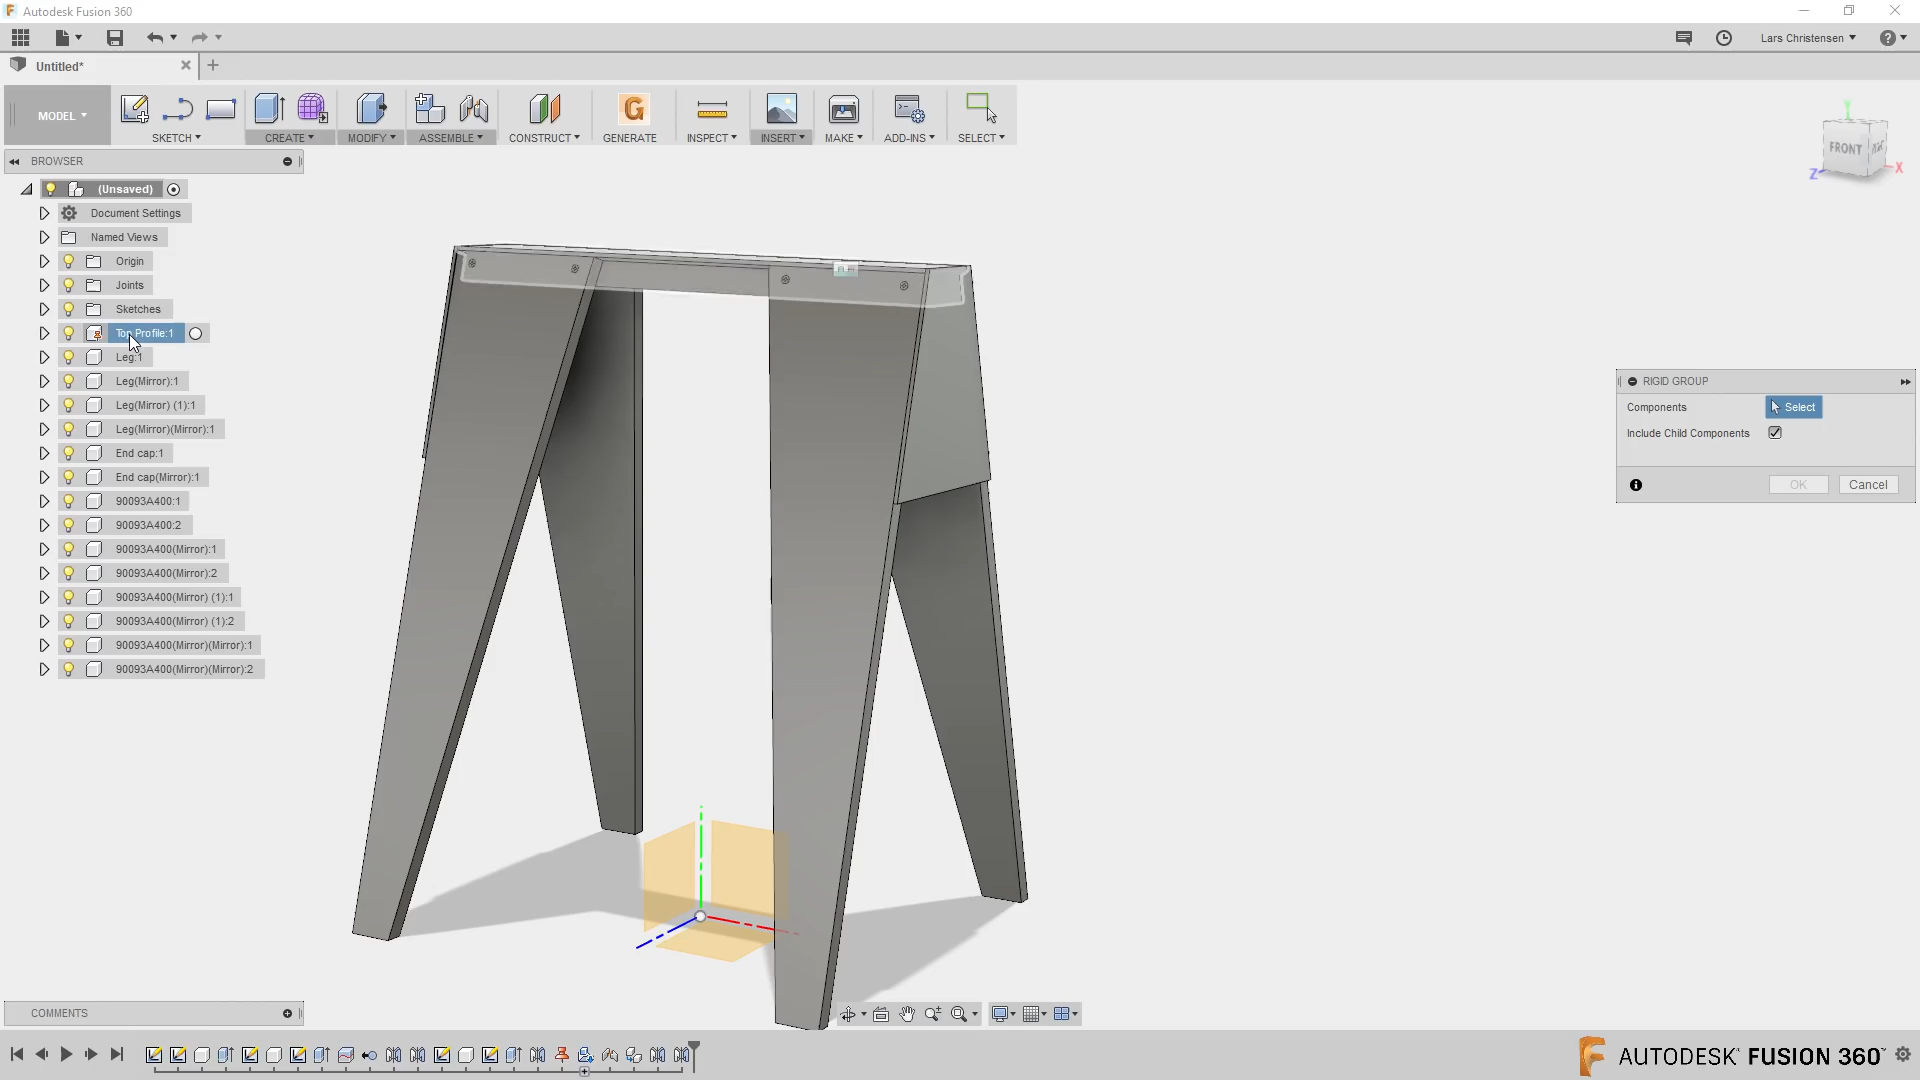 Autodesk Fusion 360
Lars Christensen
Untitled*
MODEL
SKETCH
CREATE
MODIFY
ASSEMBLE
CONSTRUCT
G
GENERATE
INSPECT
INSERT
MAKE
ADD-INS
SELECT
FRONT
Z
X
BROWSER
(Unsaved)
Document Settings
Named Views
Origin
Joints
Sketches
Top Profile:1
Leg:1
Leg(Mirror):1
Leg(Mirror) (1):1
Leg(Mirror)(Mirror):1
End cap:1
End cap(Mirror):1
90093A400:1
90093A400:2
90093A400(Mirror):1
90093A400(Mirror):2
90093A400(Mirror) (1):1
90093A400(Mirror) (1):2
90093A400(Mirror)(Mirror):1
90093A400(Mirror)(Mirror):2
RIGID GROUP
Components
Select
Include Child Components
OK
Cancel
COMMENTS
AUTODESK® FUSION 360™